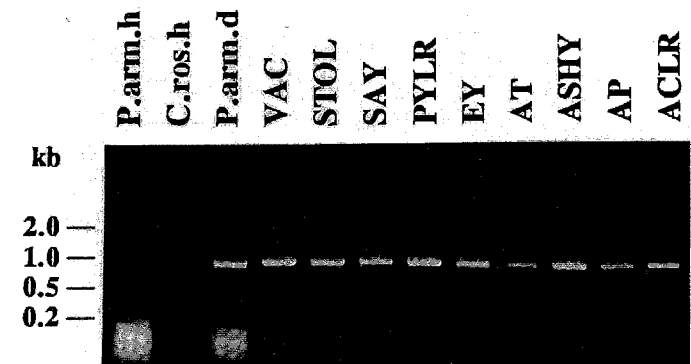 P.arm.h
C.ros.h
P.arm.d
VAC
STOL
SAY
PYLR
EY
AT
ASHY
AP
ACLR
kb
2.0
1.0
0.5
0.2